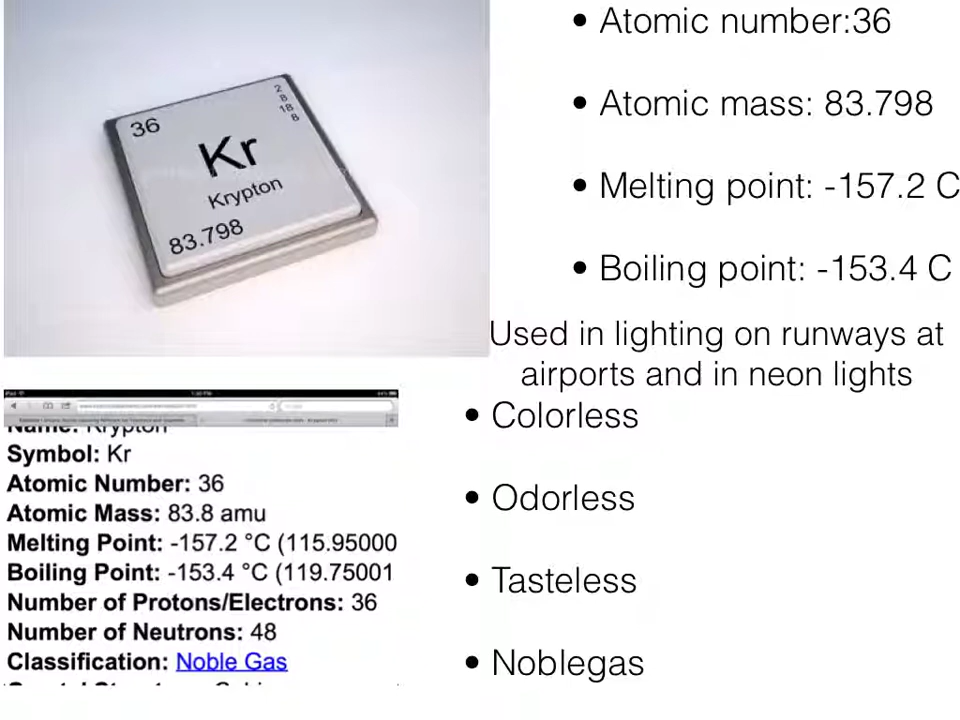 36
2
8
18
8
Kr
Krypton
83.798
• Atomic number:36
• Atomic mass: 83.798
• Melting point: -157.2 C
• Boiling point: -153.4 C
Used in lighting on runways at
airports and in neon lights
• Colorless
• Odorless
• Tasteless
• Noblegas
Name: Krypton
Symbol: Kr
Atomic Number: 36
Atomic Mass: 83.8 amu
Melting Point: -157.2 °C (115.95000
Boiling Point: -153.4 °C (119.75001
Number of Protons/Electrons: 36
Number of Neutrons: 48
Classification: Noble Gas